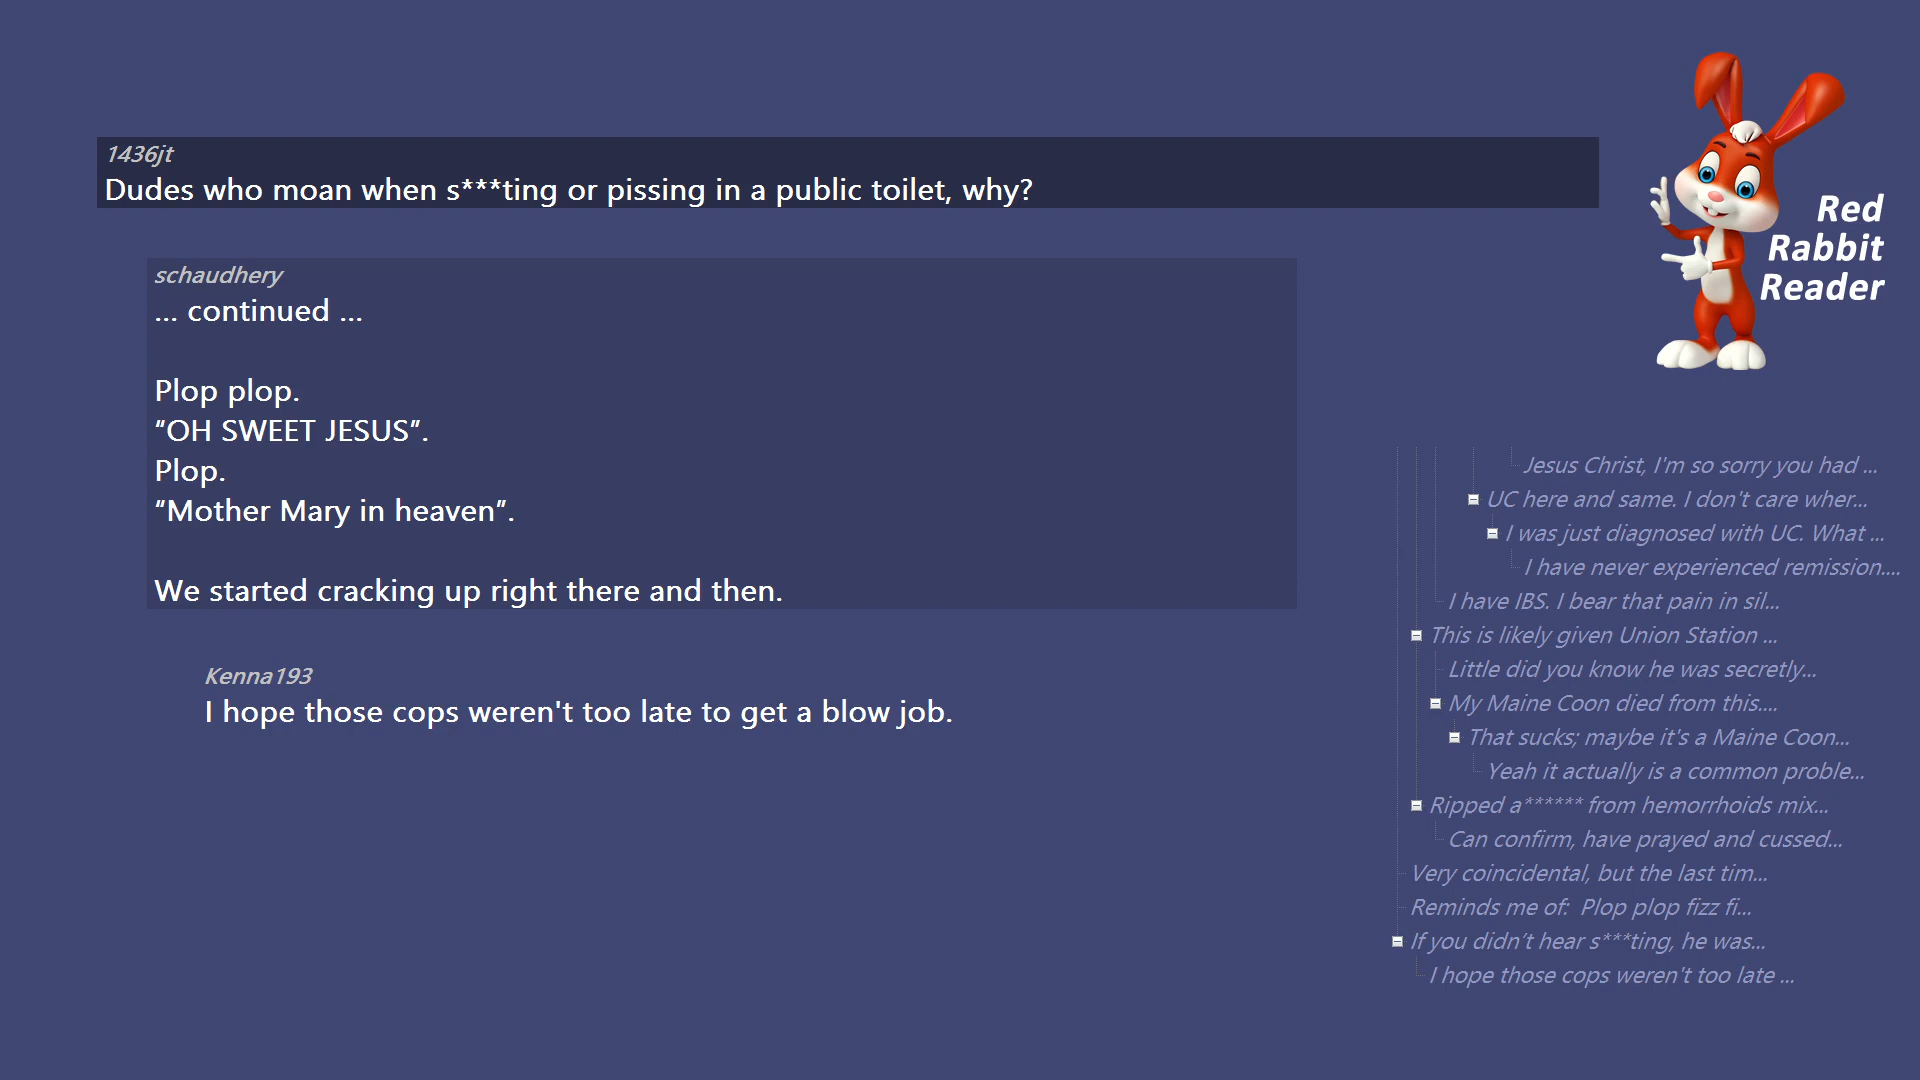 1436jt
Dudes who moan when s***ting or pissing in a public toilet, why?
schaudhery
... continued ...
Plop plop.
“OH SWEET JESUS”.
Plop.
“Mother Mary in heaven”.
We started cracking up right there and then.
Kenna193
I hope those cops weren't too late to get a blow job.
Red
Rabbit
Reader
Jesus Christ, I'm so sorry you had ...
UC here and same. I don't care wher...
I was just diagnosed with UC. What ...
I have never experienced remission....
I have IBS. I bear that pain in sil...
This is likely given Union Station ...
Little did you know he was secretly...
My Maine Coon died from this....
That sucks; maybe it's a Maine Coon...
Yeah it actually is a common proble...
Ripped a****** from hemorrhoids mix...
Can confirm, have prayed and cussed...
Very coincidental, but the last tim...
Reminds me of:  Plop plop fizz fi...
If you didn’t hear s***ting, he was...
I hope those cops weren't too late ...